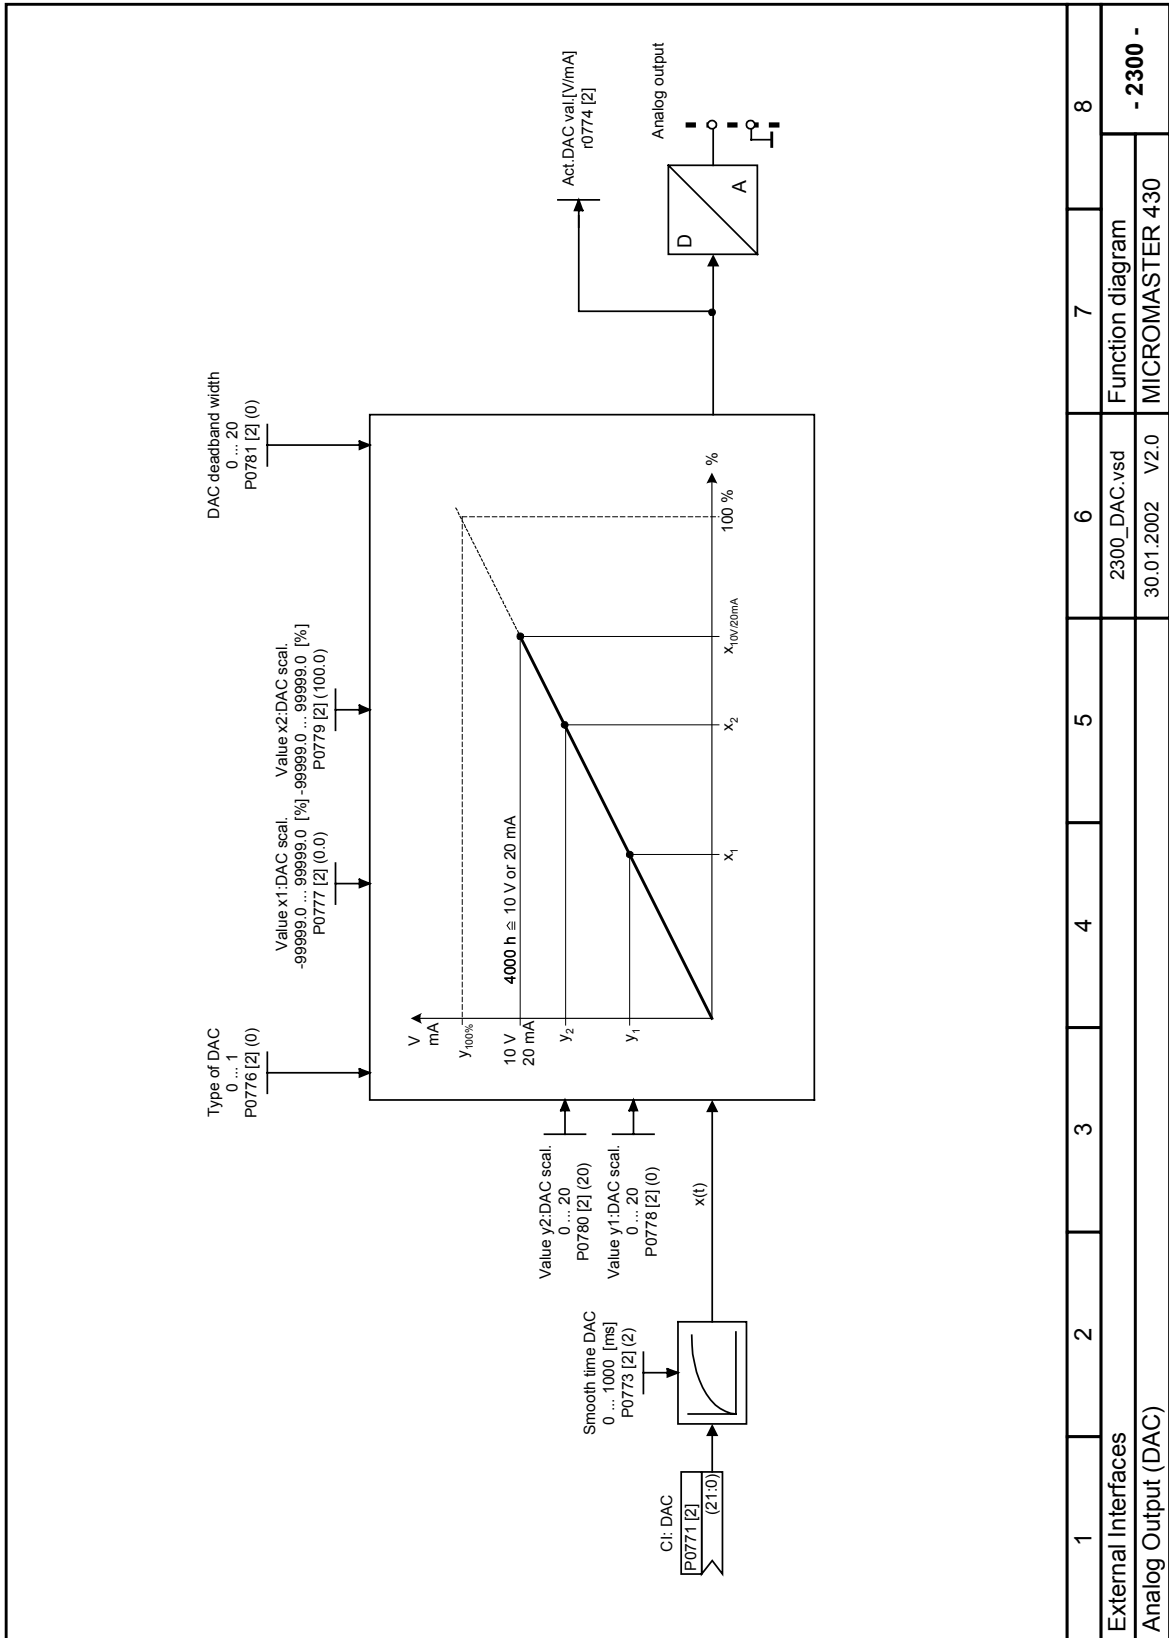 CI: DAC
P0771 [2]
(21:0)
Smooth time DAC
0 ... 1000 [ms]
P0773 [2] (2)
x(t)
Value y2:DAC scal.
0 ... 20
P0780 [2] (20)
Value y1:DAC scal.
0 ... 20
P0778 [2] (0)
Type of DAC
0 ... 1
P0776 [2] (0)
Value x1:DAC scal.
-99999.0 ... 99999.0 [%]
P0777 [2] (0.0)
Value x2:DAC scal.
-99999.0 ... 99999.0 [%]
P0779 [2] (100.0)
DAC deadband width
0 ... 20
P0781 [2] (0)
V
mA
y100%
10 V
20 mA
y2
y1
4000 h ≙ 10 V or 20 mA
x1
x2
x10V/20mA
100 %
%
Act.DAC val.[V/mA]
r0774 [2]
D
A
Analog output
1 2 3 4 5 6 7 8
External Interfaces
2300_DAC.vsd
Function diagram
- 2300 -
Analog Output (DAC)
30.01.2002 V2.0
MICROMASTER 430